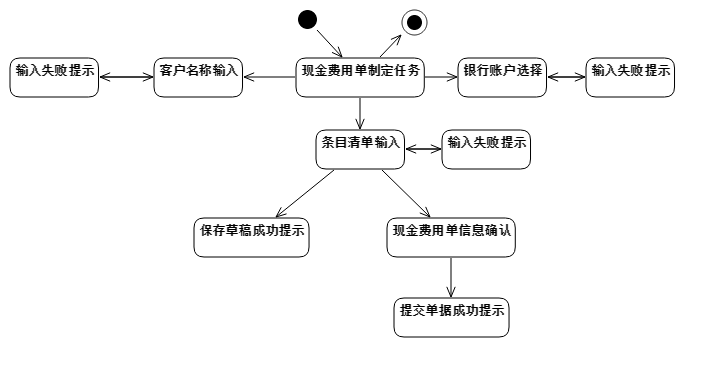 输入失败提示
客户名称输入
现金费用单制定任务
银行账户选择
输入失败提示
条目清单输入
输入失败提示
保存草稿成功提示
现金费用单信息确认
提交单据成功提示